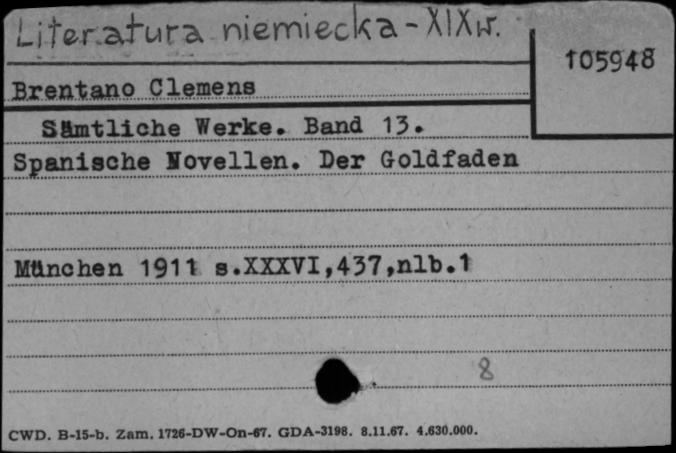 Literatura niemiecka - XIX w.
105948
Brentano Clemens
Sämtliche Werke. Band 13.
Spanische Novellen. Der Goldfaden
München 1911 s.XXXVI,437,nlb.1
8
CWD. B-15-b. Zam. 1726-DW-On-67. GDA-3198. 8.11.67. 4.630.000.